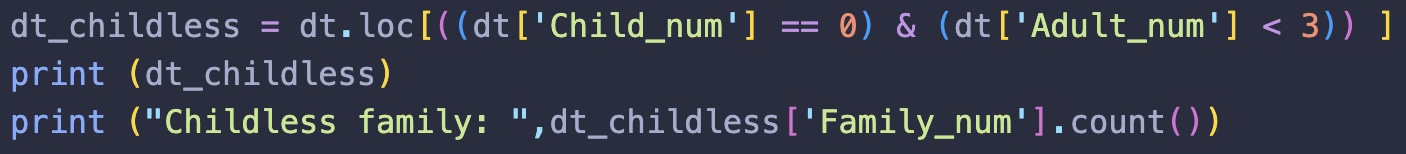 dt_childless = dt.loc[((dt['Child_num'] == 0) & (dt['Adult_num'] < 3)) ]
print (dt_childless)
print ("Childless family: ",dt_childless['Family_num'].count())